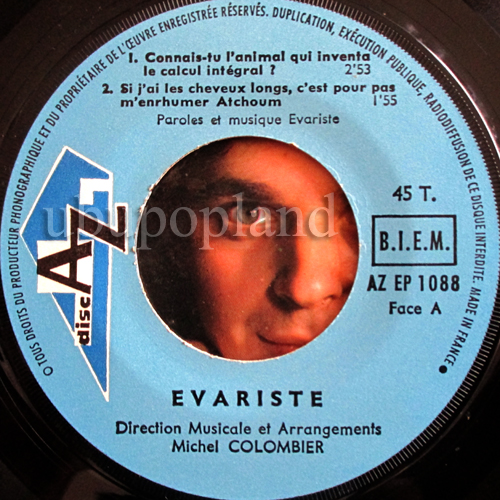 TOUS DROITS DU PRODUCTEUR PHONOGRAPHIQUE ET DU PROPRIÉTAIRE DE L'ŒUVRE ENREGISTRÉE RÉSERVÉS. DUPLICATION, EXÉCUTION PUBLIQUE, RADIODIFFUSION DE CE DISQUE INTERDITE. MADE IN FRANCE
1. Connais-tu l'animal qui inventa
le calcul intégral ? 2'53
2. Si j'ai les cheveux longs, c'est pour pas
m'enrhumer Atchoum 1'55
Paroles et musique Evariste
ubupopland
disc AZ
45 T.
B.I.E.M.
AZ EP 1088
Face A
EVARISTE
Direction Musicale et Arrangements
Michel COLOMBIER